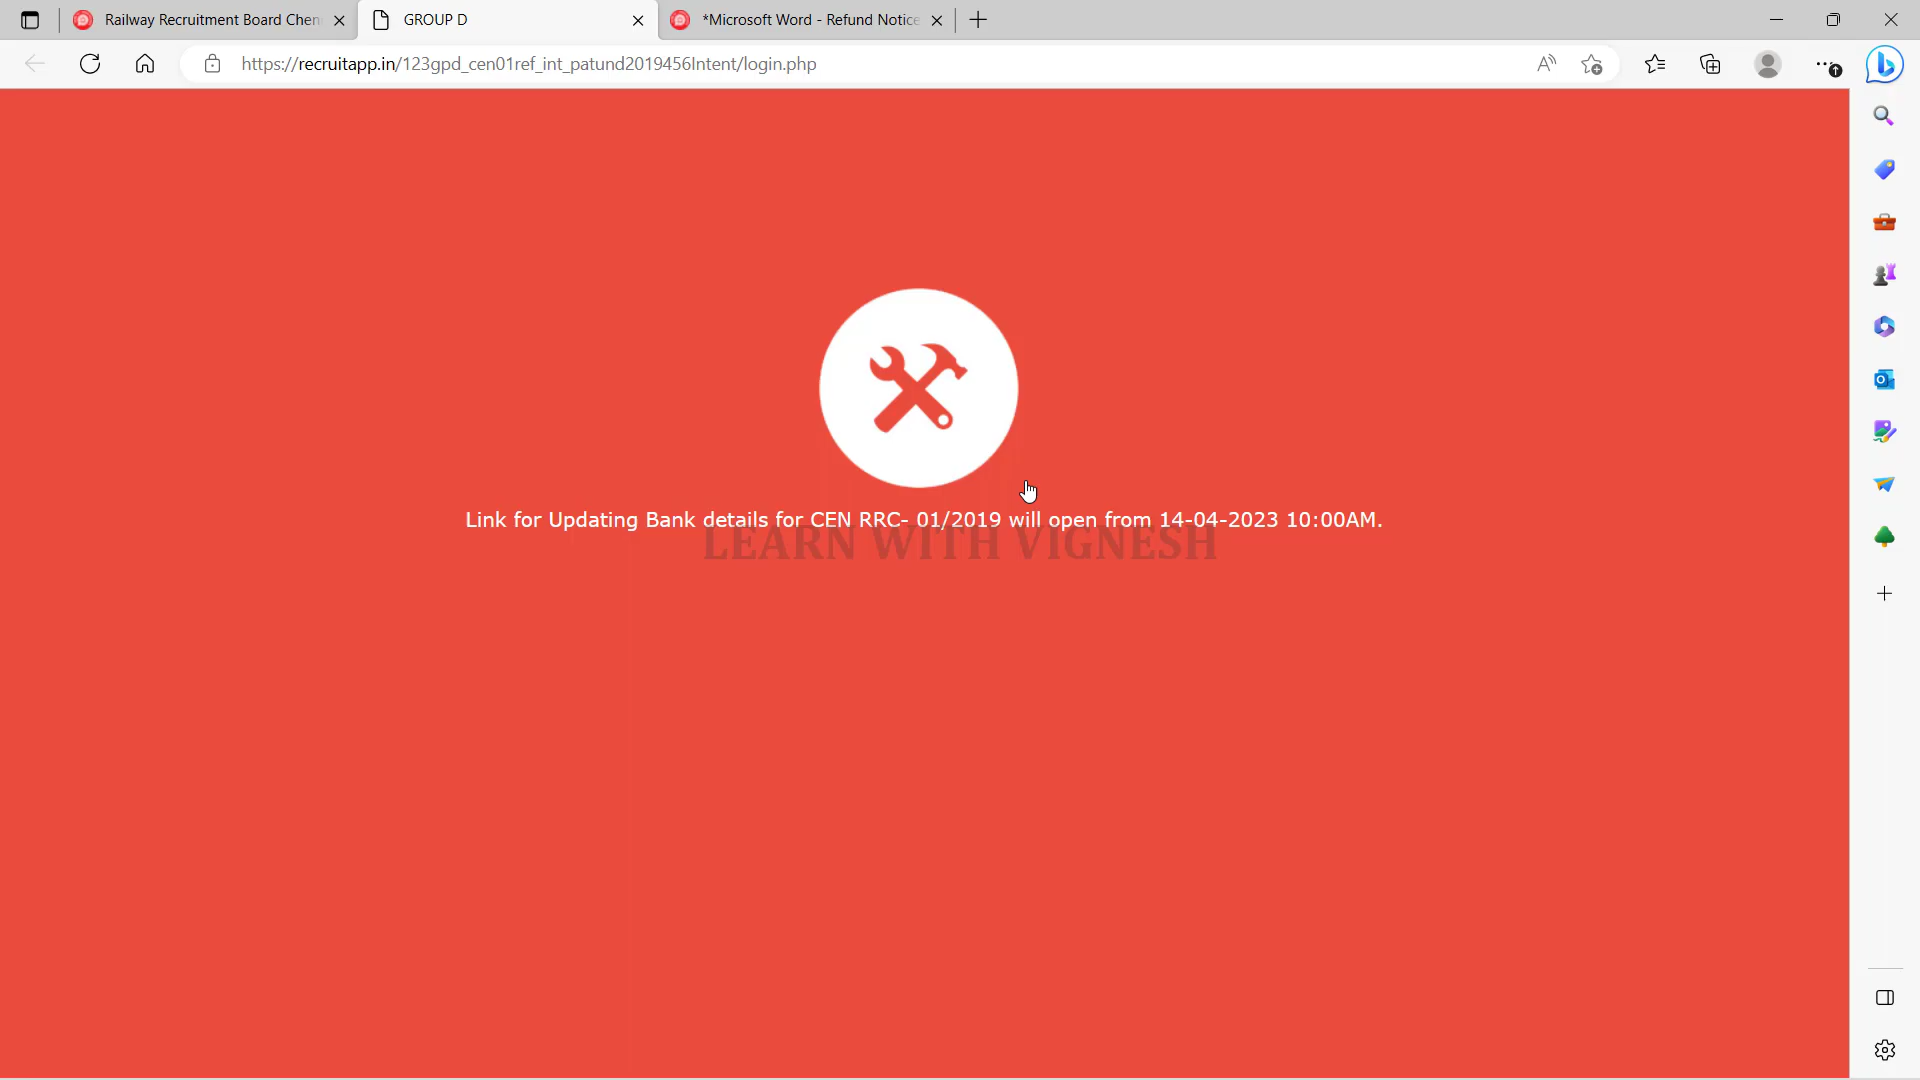 Railway Recruitment Board Chen
GROUP D
*Microsoft Word - Refund Notice
https://recruitapp.in/123gpd_cen01ref_int_patund2019456Intent/login.php
Link for Updating Bank details for CEN RRC- 01/2019 will open from 14-04-2023 10:00AM.
LEARN WITH VIGNESH